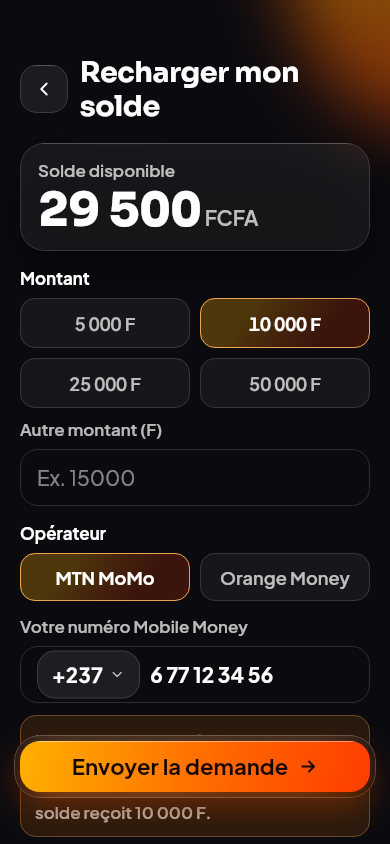 Recharger mon
solde
Solde disponible
29 500 FCFA
Montant
5 000 F
10 000 F
25 000 F
50 000 F
Autre montant (F)
Ex. 15000
Opérateur
MTN MoMo
Orange Money
Votre numéro Mobile Money
+237
6 77 12 34 56
Envoyer la demande →
solde reçoit 10 000 F.